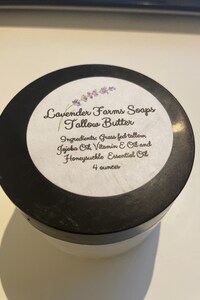 Lavender Farms Soaps
Tallow Butter
Ingredients: Grass fed tallow,
Jojoba Oil, Vitamin E Oil and
Honeysuckle Essential Oil
4 ounces